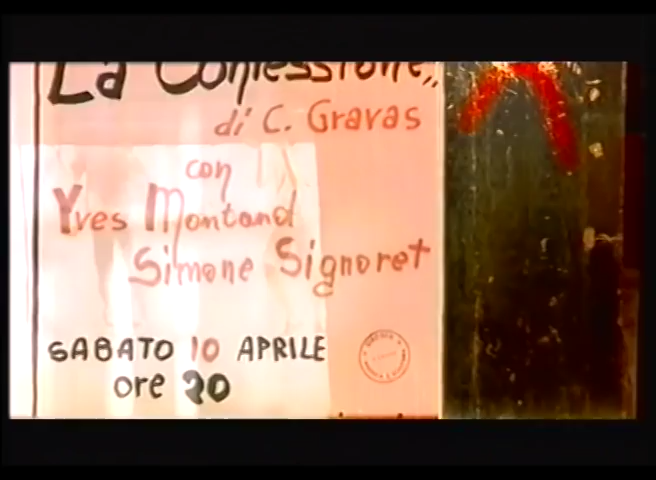 La Confessione„
di C. Gravas
con
Yves Montand
Simone Signoret
SABATO 10 APRILE
ore 20